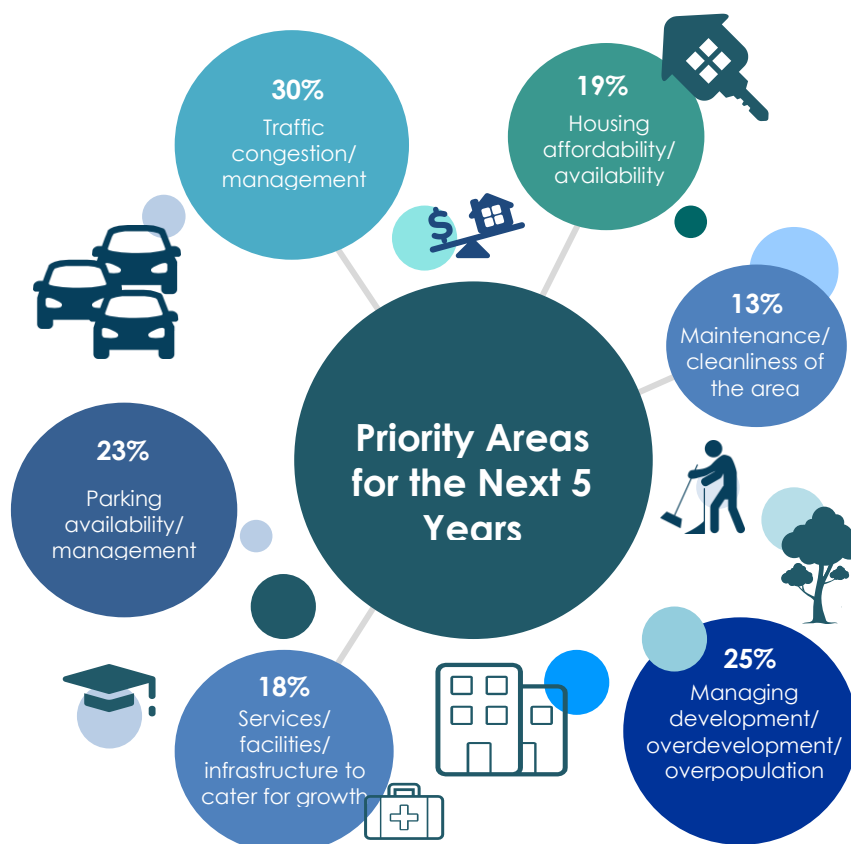 30%
Traffic
congestion/
management
19%
Housing
affordability/
availability
$
13%
Maintenance/
cleanliness of
the area
Priority Areas
for the Next 5
Years
23%
Parking
availability/
management
18%
Services/
facilities/
infrastructure to
cater for growth
25%
Managing
development/
overdevelopment/
overpopulation